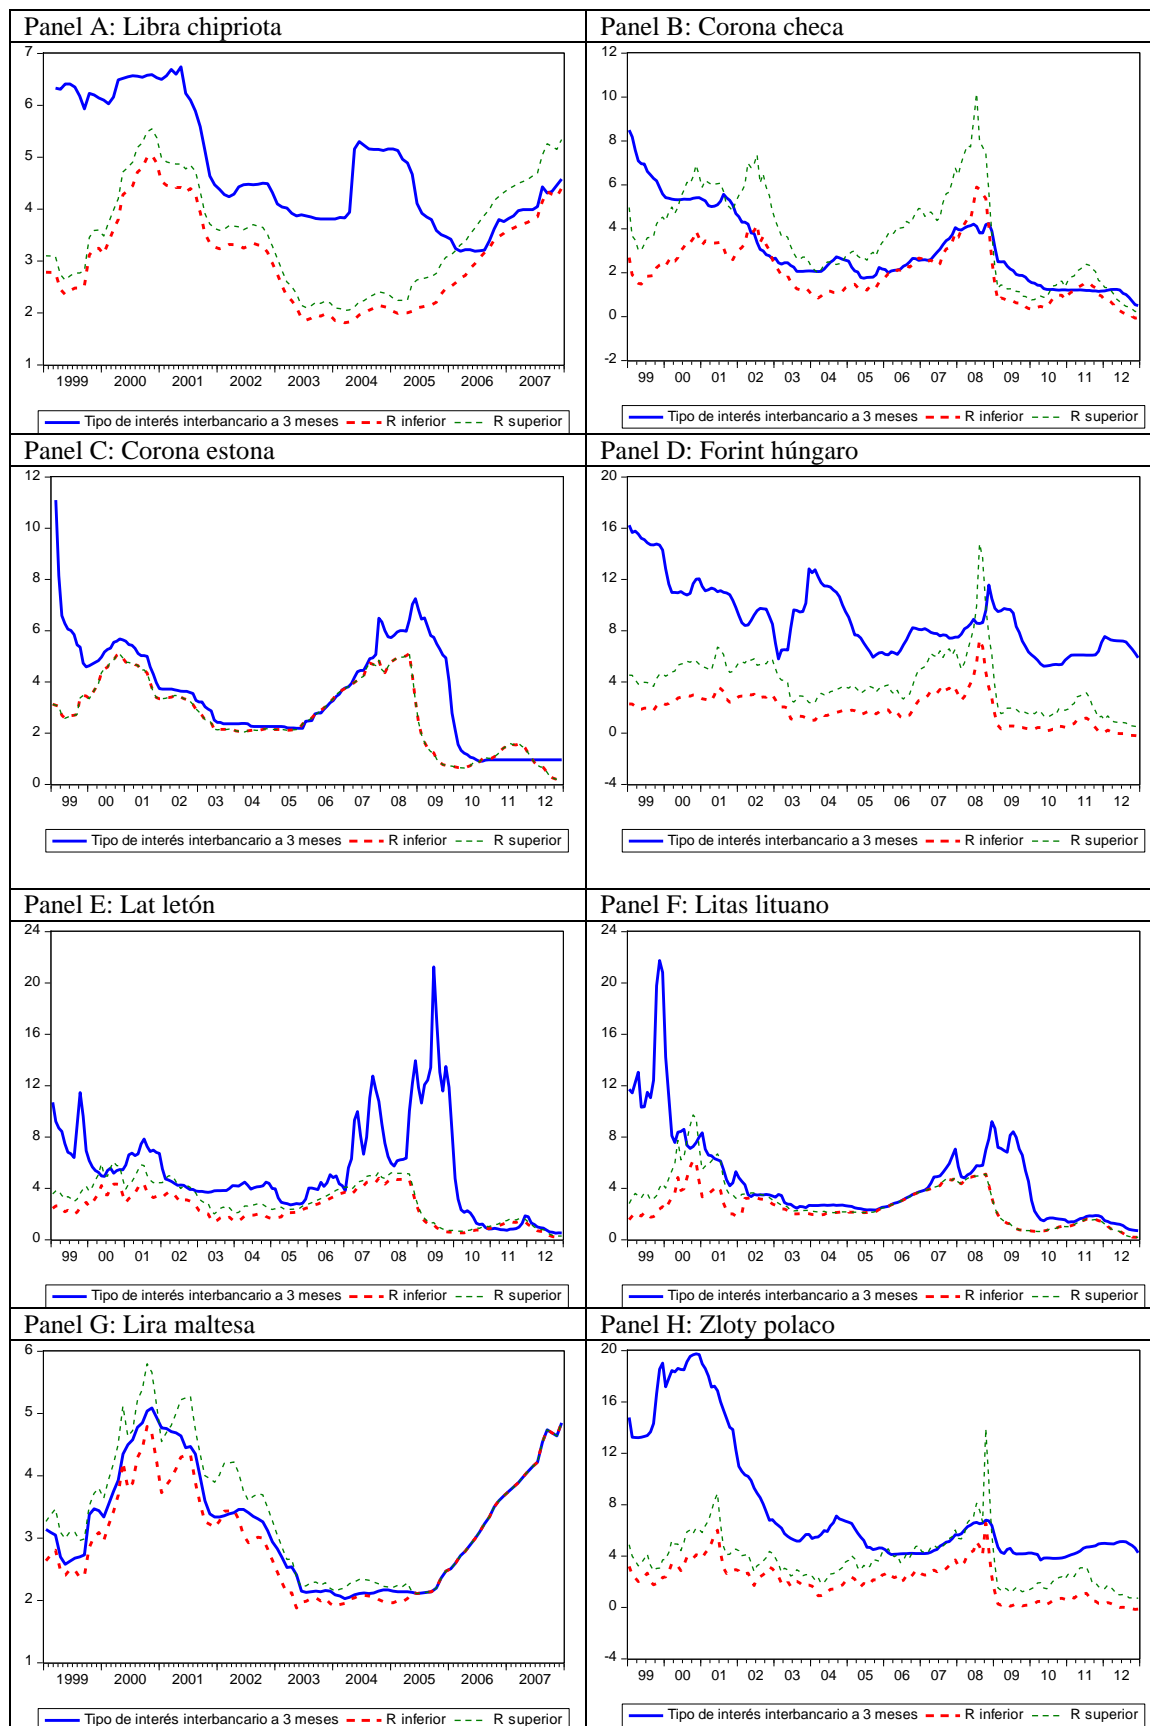 Panel A: Libra chipriota
7
6
5
4
3
2
1
1999 2000 2001 2002 2003 2004 2005 2006 2007
Tipo de interés interbancario a 3 meses R inferior R superior
Panel B: Corona checa
12
10
8
6
4
2
0
-2
99 00 01 02 03 04 05 06 07 08 09 10 11 12
Tipo de interés interbancario a 3 meses R inferior R superior
Panel C: Corona estona
12
10
8
6
4
2
0
99 00 01 02 03 04 05 06 07 08 09 10 11 12
Tipo de interés interbancario a 3 meses R inferior R superior
Panel D: Forint húngaro
20
16
12
8
4
0
-4
99 00 01 02 03 04 05 06 07 08 09 10 11 12
Tipo de interés interbancario a 3 meses R inferior R superior
Panel E: Lat letón
24
20
16
12
8
4
0
99 00 01 02 03 04 05 06 07 08 09 10 11 12
Tipo de interés interbancario a 3 meses R inferior R superior
Panel F: Litas lituano
24
20
16
12
8
4
0
99 00 01 02 03 04 05 06 07 08 09 10 11 12
Tipo de interés interbancario a 3 meses R inferior R superior
Panel G: Lira maltesa
6
5
4
3
2
1
1999 2000 2001 2002 2003 2004 2005 2006 2007
Tipo de interés interbancario a 3 meses R inferior R superior
Panel H: Zloty polaco
20
16
12
8
4
0
-4
99 00 01 02 03 04 05 06 07 08 09 10 11 12
Tipo de interés interbancario a 3 meses R inferior R superior